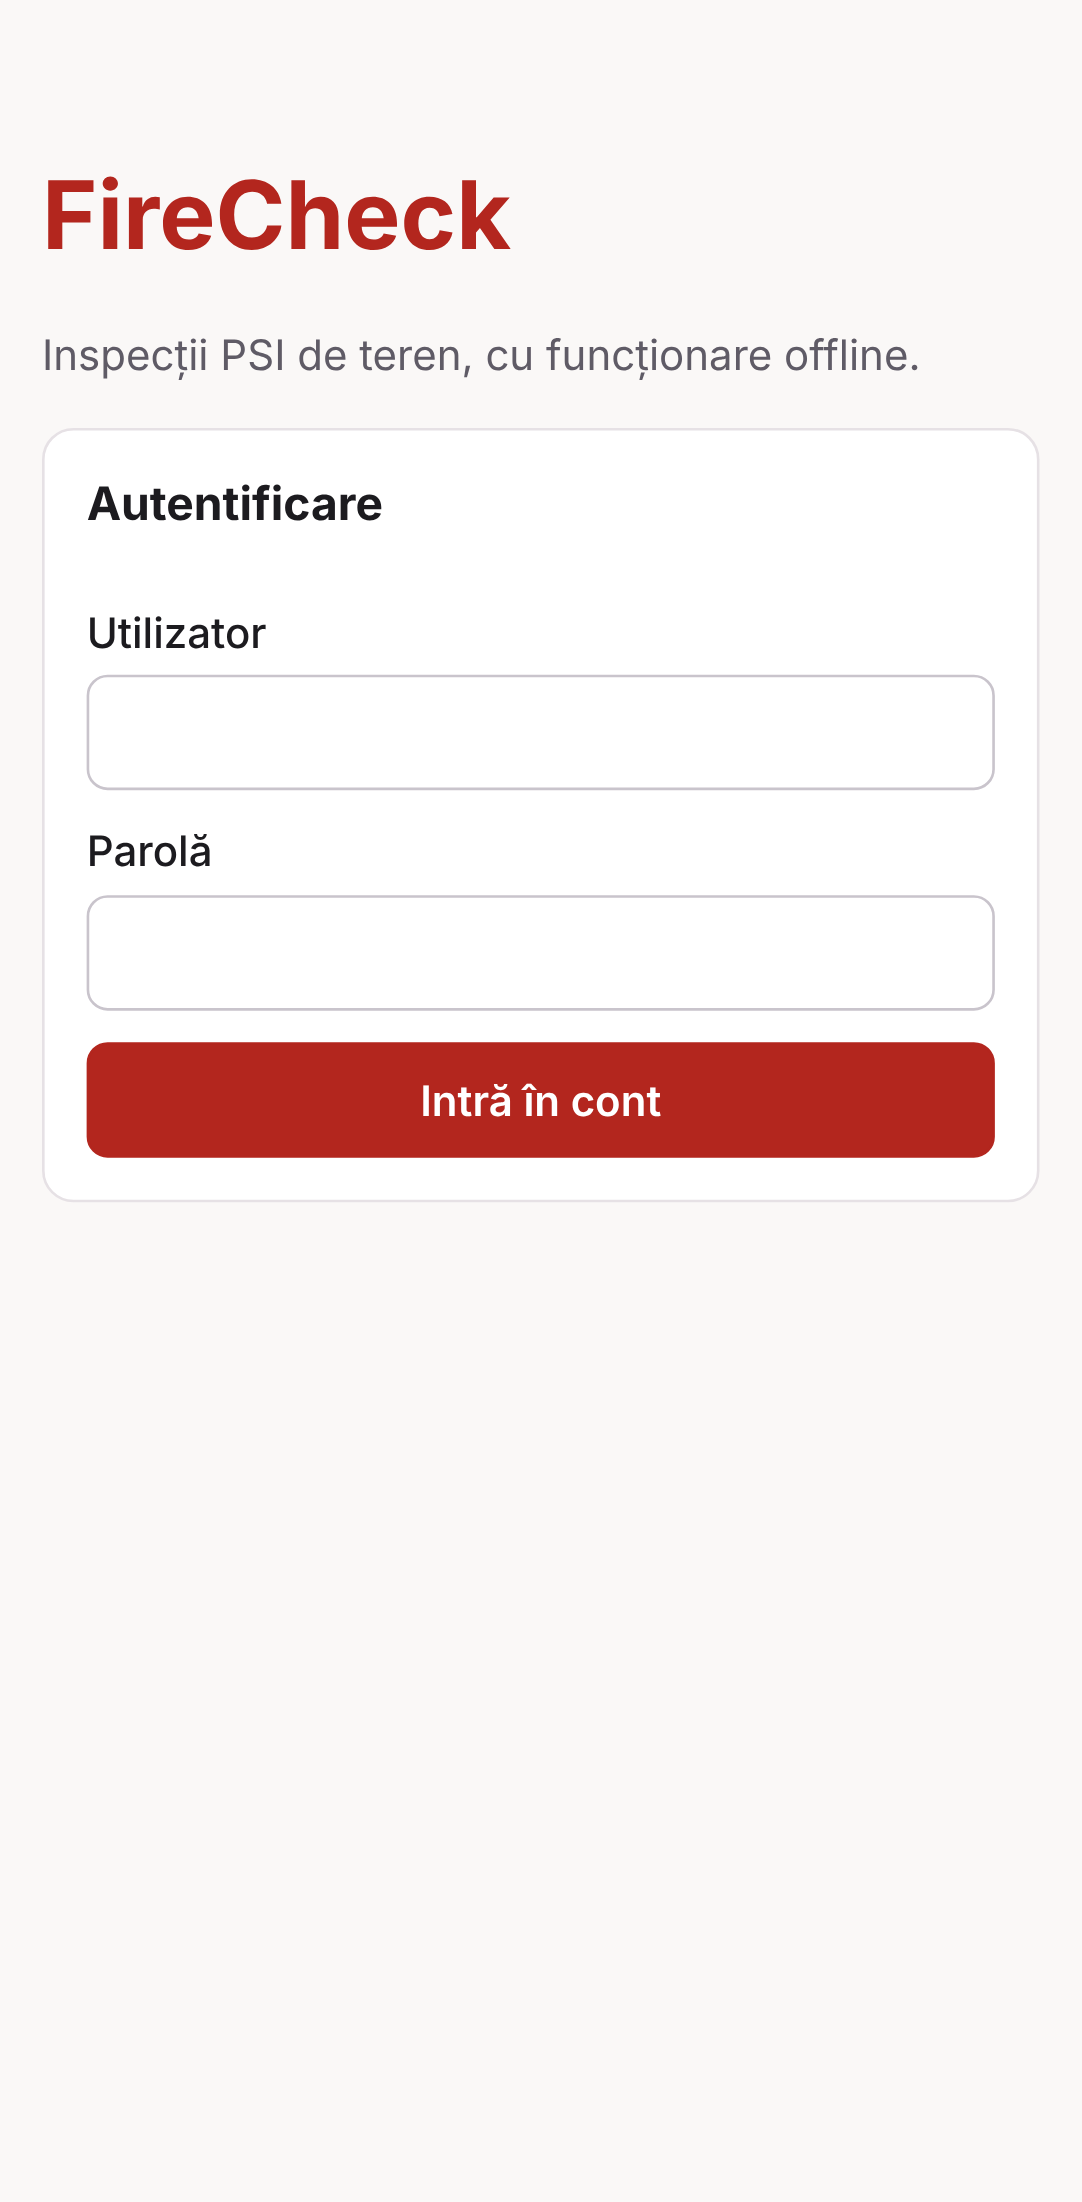 FireCheck
Inspecții PSI de teren, cu funcționare offline.
Autentificare
Utilizator
Parolă
Intră în cont